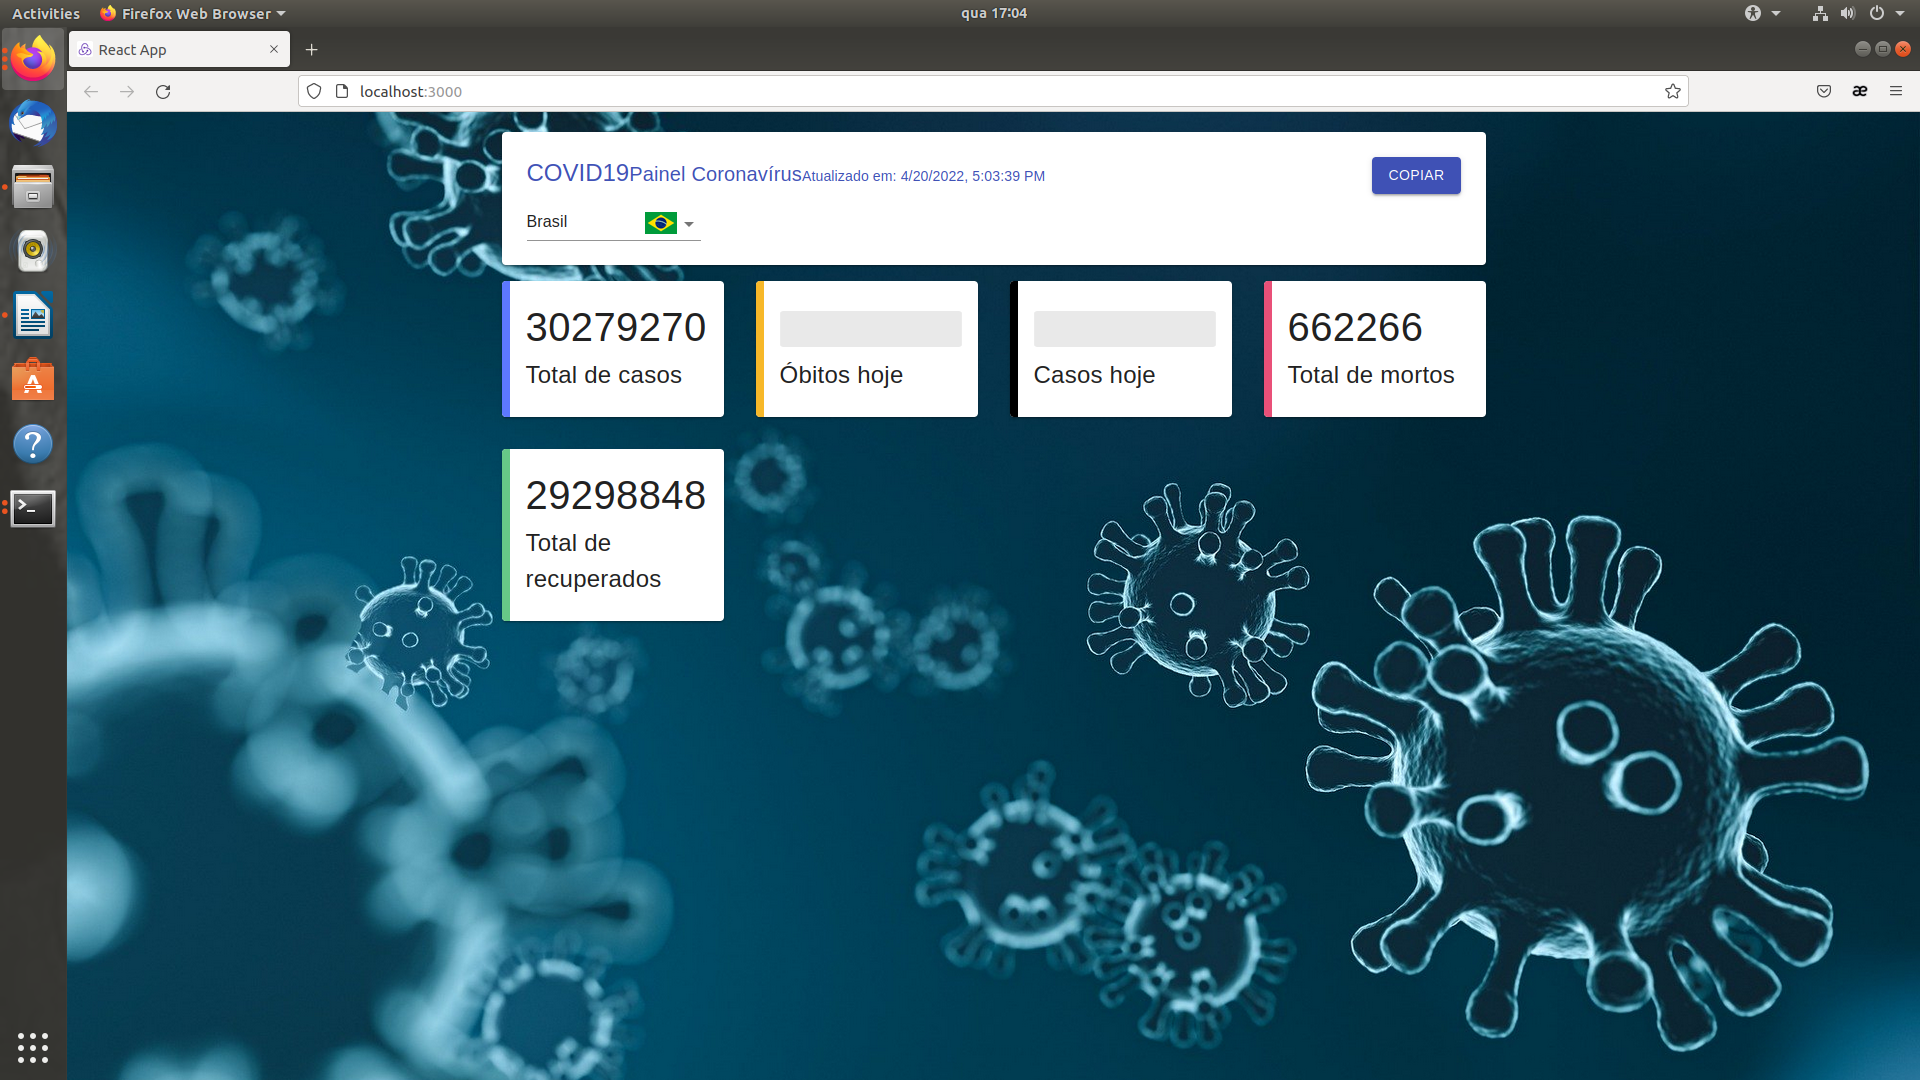 Activities
Firefox Web Browser
qua 17:04
React App
localhost:3000
COVID19Painel CoronavírusAtualizado em: 4/20/2022, 5:03:39 PM
COPIAR
Brasil
30279270
Total de casos
Óbitos hoje
Casos hoje
662266
Total de mortos
29298848
Total de
recuperados